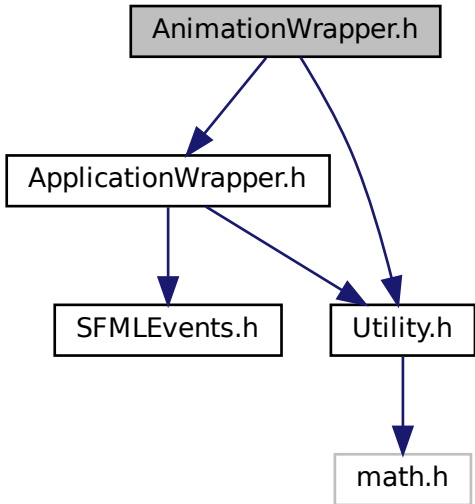 AnimationWrapper.h
ApplicationWrapper.h
SFMLEvents.h
Utility.h
math.h